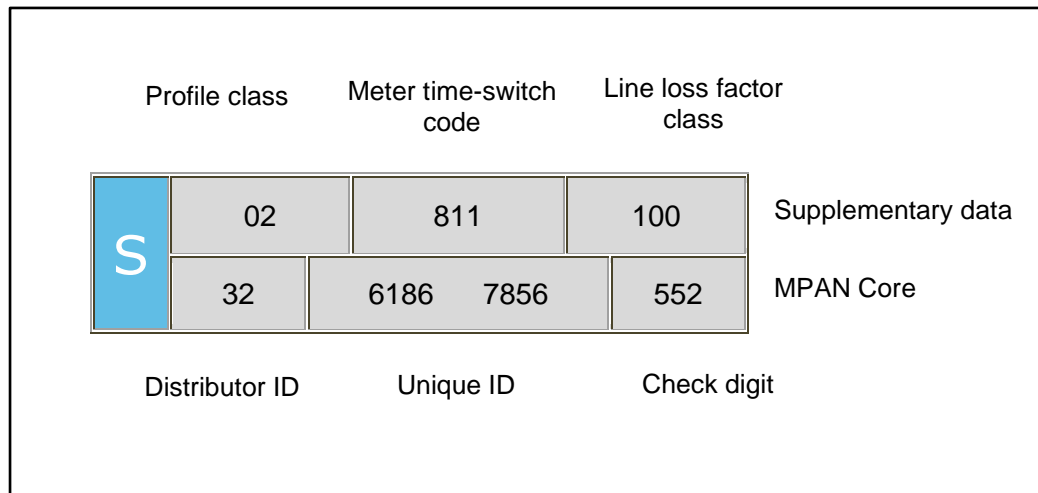 Profile class
Meter time-switch
code
Line loss factor
class
S
02 811 100
Supplementary data
32 6186 7856 552
MPAN Core
Distributor ID
Unique ID
Check digit